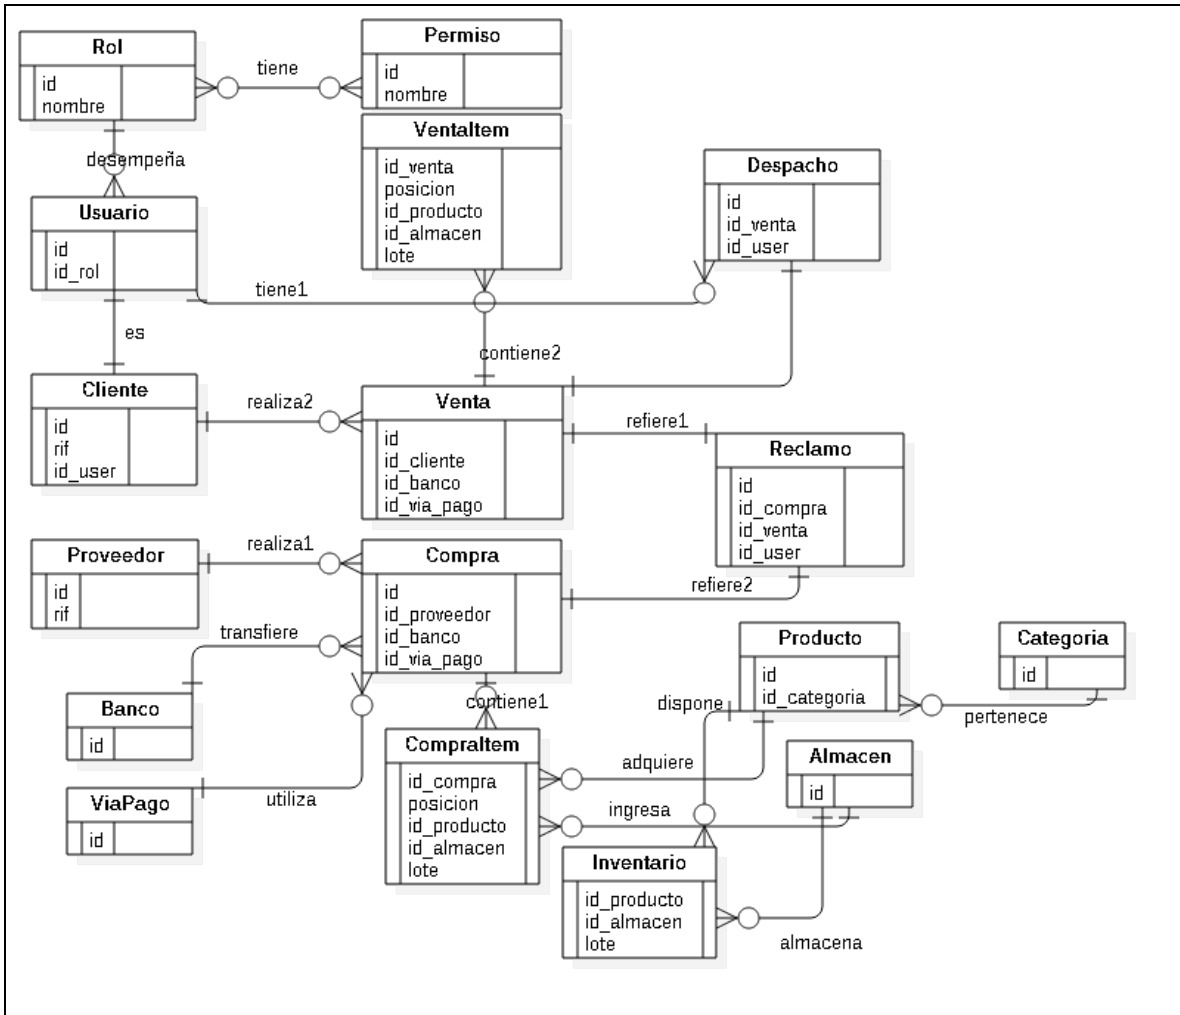 Rol
id
nombre
tiene
Permiso
id
nombre
desempeña
VentaItem
id_venta
posicion
id_producto
id_almacen
lote
Despacho
id
id_venta
id_user
Usuario
id
id_rol
tiene1
es
contiene2
Cliente
id
rif
id_user
realiza2
Venta
id
id_cliente
id_banco
id_via_pago
refiere1
Reclamo
id
id_compra
id_venta
id_user
Proveedor
id
rif
realiza1
Compra
id
id_proveedor
id_banco
id_via_pago
refiere2
transfiere
Banco
id
contiene1
Producto
id
id_categoria
Categoria
id
dispone
pertenece
ViaPago
id
utiliza
CompraItem
id_compra
posicion
id_producto
id_almacen
lote
adquiere
ingresa
Almacen
id
Inventario
id_producto
id_almacen
lote
almacena